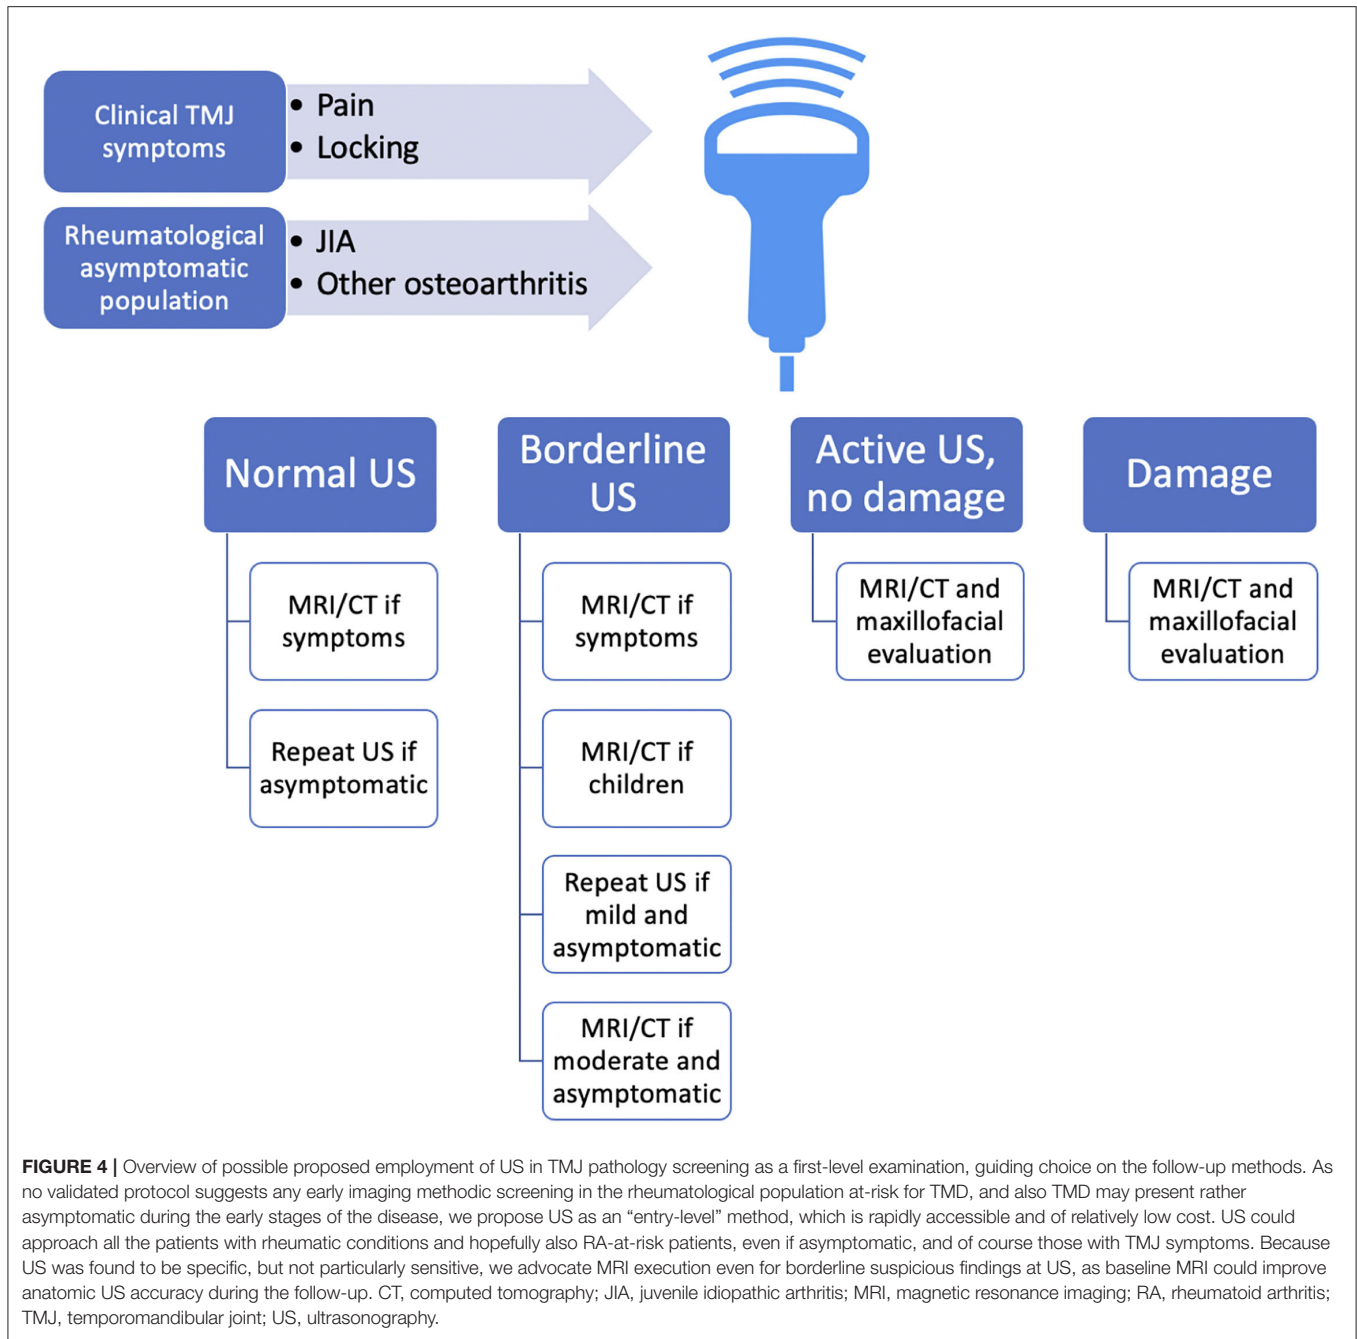 Clinical TMJ
symptoms
• Pain
• Locking
Rheumatological
asymptomatic
population
• JIA
• Other osteoarthritis
Normal US
MRI/CT if
symptoms
Repeat US if
asymptomatic
Borderline
US
MRI/CT if
symptoms
MRI/CT if
children
Repeat US if
mild and
asymptomatic
MRI/CT if
moderate and
asymptomatic
Active US,
no damage
MRI/CT and
maxillofacial
evaluation
Damage
MRI/CT and
maxillofacial
evaluation
FIGURE 4 | Overview of possible proposed employment of US in TMJ pathology screening as a first-level examination, guiding choice on the follow-up methods. As
no validated protocol suggests any early imaging methodic screening in the rheumatological population at-risk for TMD, and also TMD may present rather
asymptomatic during the early stages of the disease, we propose US as an “entry-level” method, which is rapidly accessible and of relatively low cost. US could
approach all the patients with rheumatic conditions and hopefully also RA-at-risk patients, even if asymptomatic, and of course those with TMJ symptoms. Because
US was found to be specific, but not particularly sensitive, we advocate MRI execution even for borderline suspicious findings at US, as baseline MRI could improve
anatomic US accuracy during the follow-up. CT, computed tomography; JIA, juvenile idiopathic arthritis; MRI, magnetic resonance imaging; RA, rheumatoid arthritis;
TMJ, temporomandibular joint; US, ultrasonography.